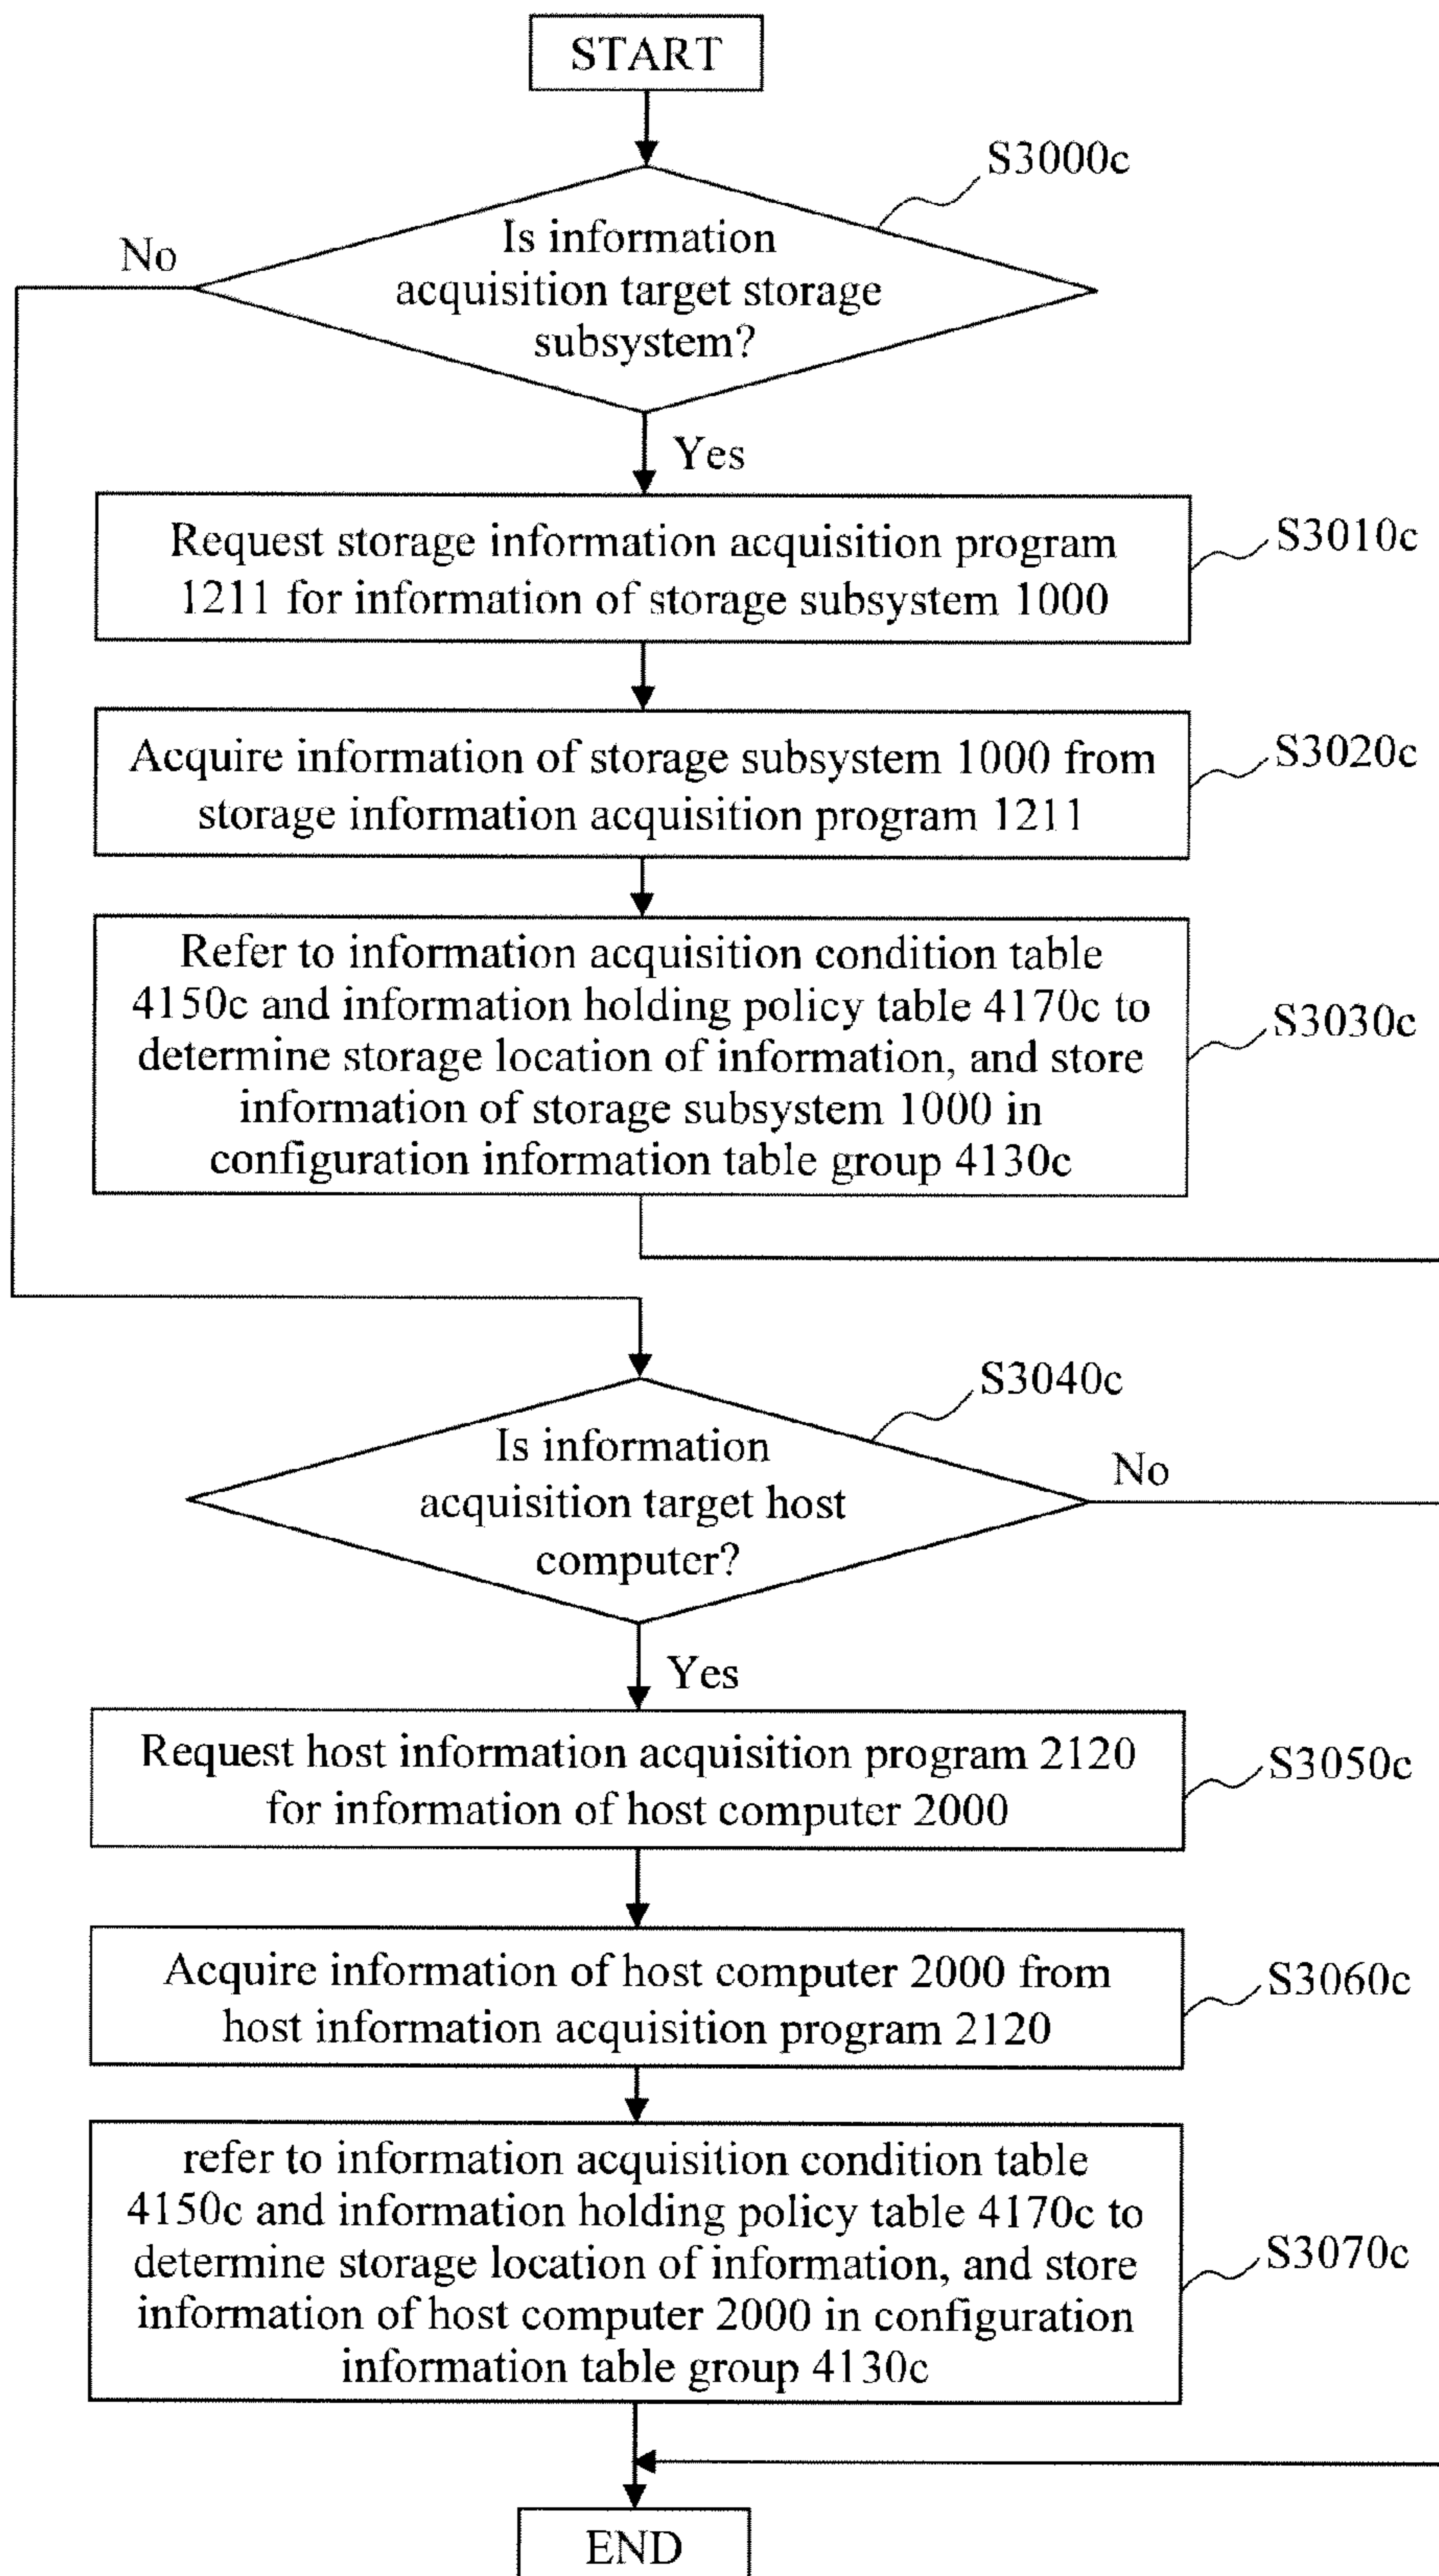 START
S3000c
No
Is information
acquisition target storage
subsystem?
Yes
Request storage information acquisition program
1211 for information of storage subsystem 1000
S3010c
Acquire information of storage subsystem 1000 from
storage information acquisition program 1211
S3020c
Refer to information acquisition condition table
4150c and information holding policy table 4170c to
determine storage location of information, and store
information of storage subsystem 1000 in
configuration information table group 4130c
S3030c
S3040c
Is information
acquisition target host
computer?
No
Yes
Request host information acquisition program 2120
for information of host computer 2000
S3050c
Acquire information of host computer 2000 from
host information acquisition program 2120
S3060c
refer to information acquisition condition table
4150c and information holding policy table 4170c to
determine storage location of information, and store
information of host computer 2000 in configuration
information table group 4130c
S3070c
END